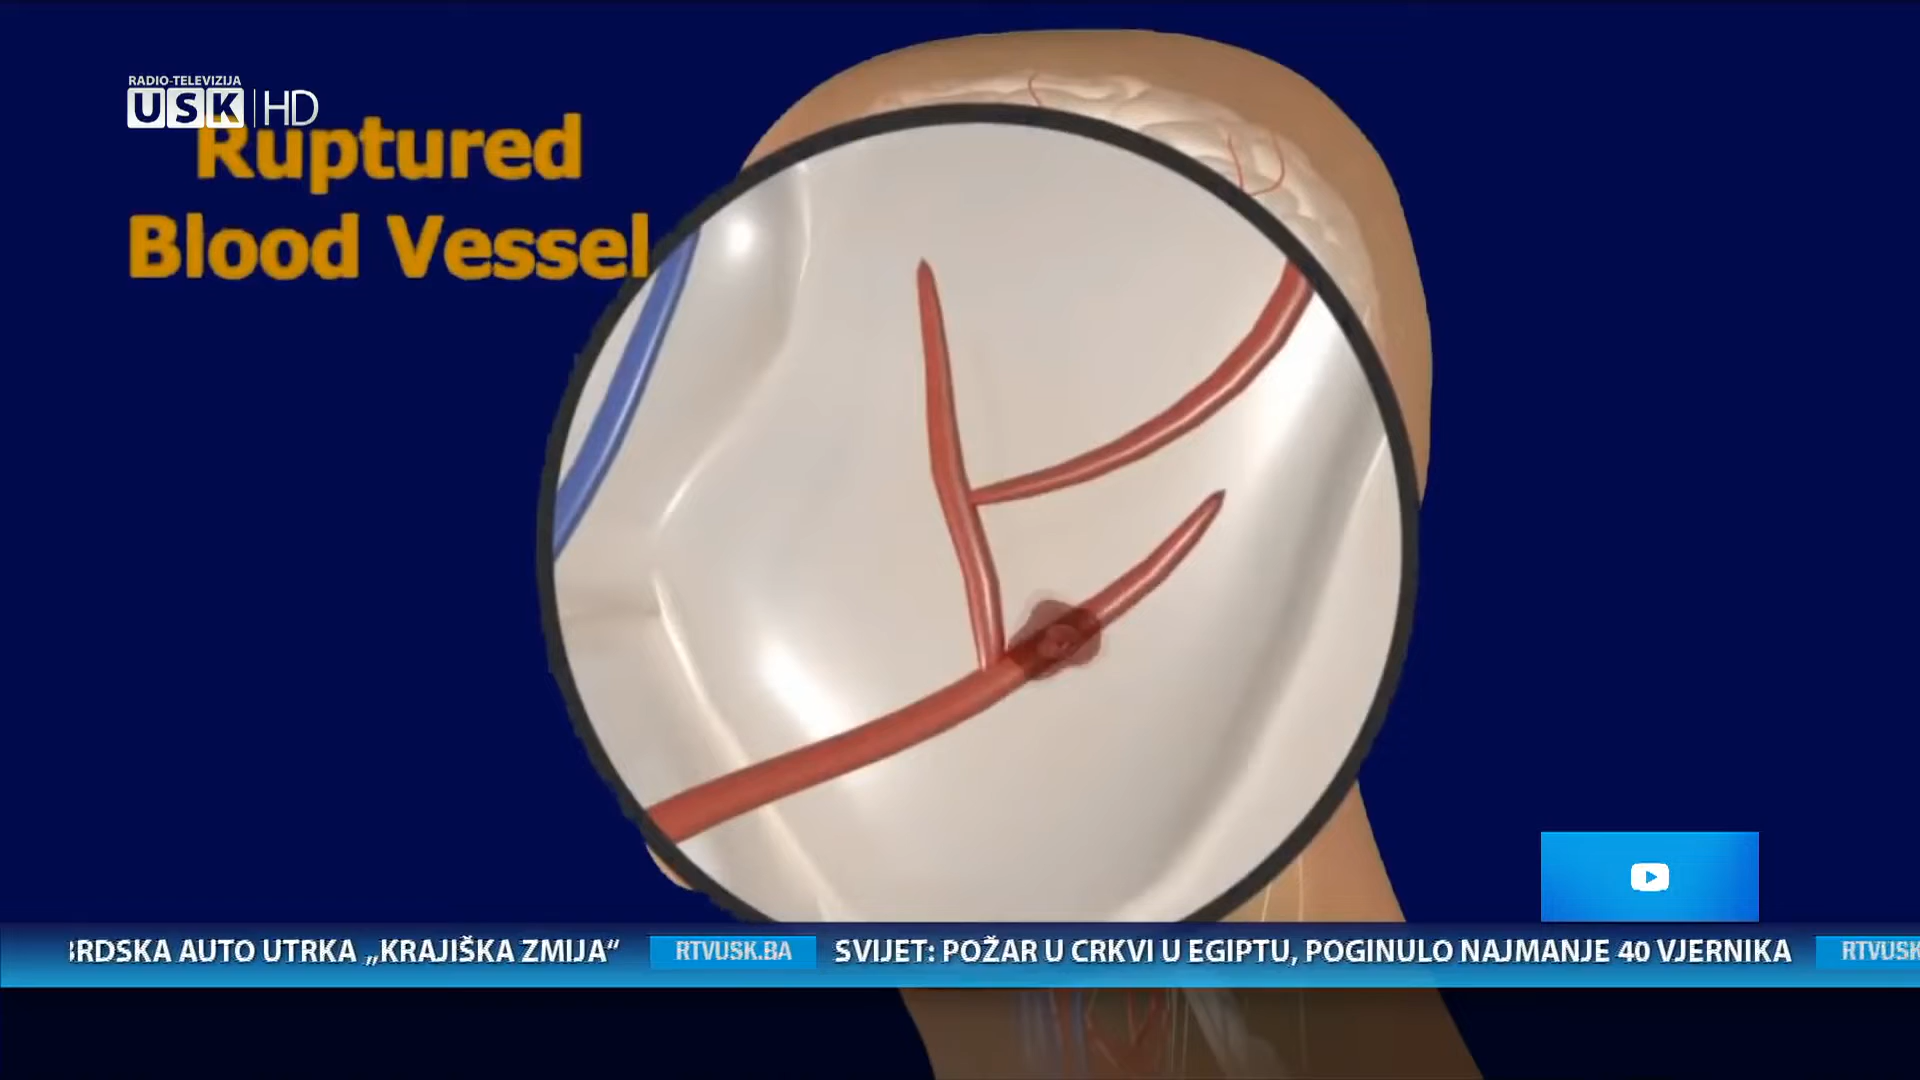 RADIO-TELEVIZIJA
USK HD
Ruptured
Blood Vessel
BRDSKA AUTO UTRKA „KRAJIŠKA ZMIJA“ RTVUSK.BA SVIJET: POŽAR U CRKVI U EGIPTU, POGINULO NAJMANJE 40 VJERNIKA RTVUSK